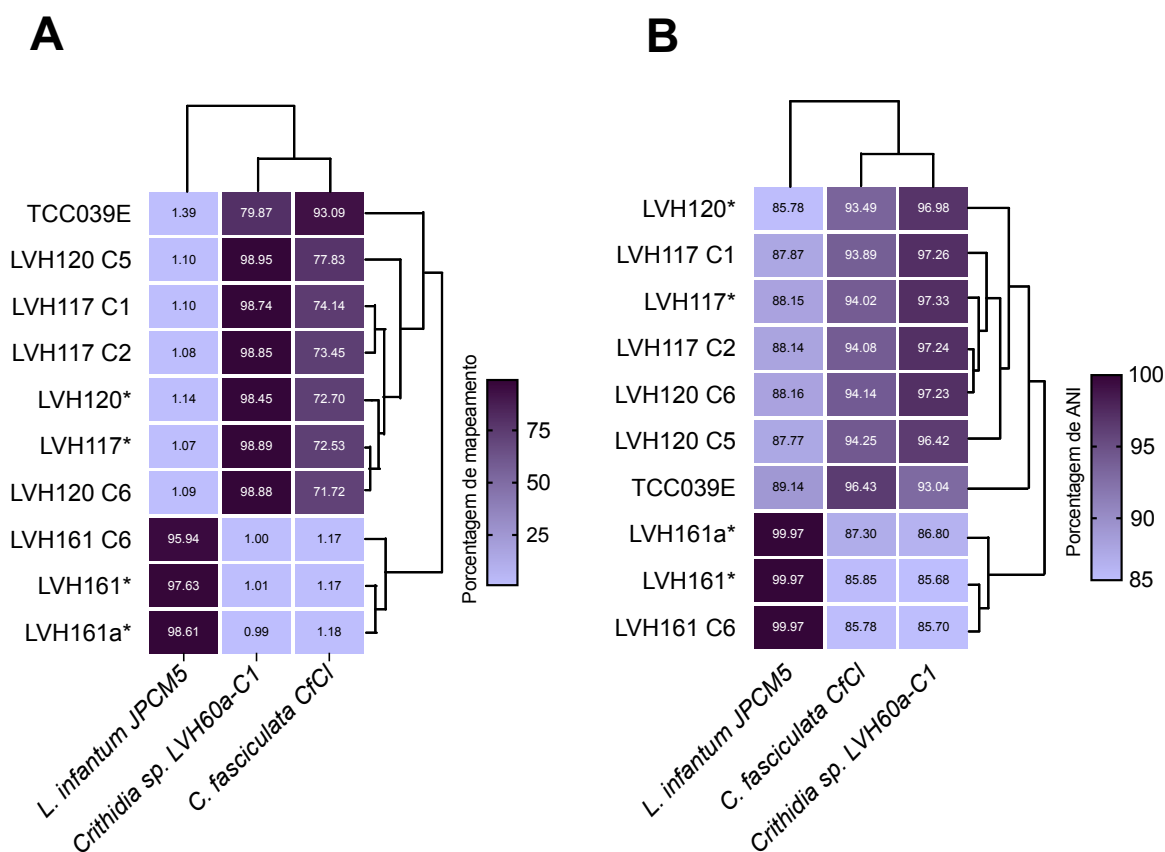 A
TCC039E 1.39 79.87 93.09
LVH120 C5 1.10 98.95 77.83
LVH117 C1 1.10 98.74 74.14
LVH117 C2 1.08 98.85 73.45
LVH120* 1.14 98.45 72.70
LVH117* 1.07 98.89 72.53
LVH120 C6 1.09 98.88 71.72
LVH161 C6 95.94 1.00 1.17
LVH161* 97.63 1.01 1.17
LVH161a* 98.61 0.99 1.18
L. infantum JPCM5
Crithidia sp. LVH60a-C1
C. fasciculata CfCl
Porcentagem de mapeamento
75
50
25
B
LVH120* 85.78 93.49 96.98
LVH117 C1 87.87 93.89 97.26
LVH117* 88.15 94.02 97.33
LVH117 C2 88.14 94.08 97.24
LVH120 C6 88.16 94.14 97.23
LVH120 C5 87.77 94.25 96.42
TCC039E 89.14 96.43 93.04
LVH161a* 99.97 87.30 86.80
LVH161* 99.97 85.85 85.68
LVH161 C6 99.97 85.78 85.70
L. infantum JPCM5
C. fasciculata CfCl
Crithidia sp. LVH60a-C1
Porcentagem de ANI
100
95
90
85